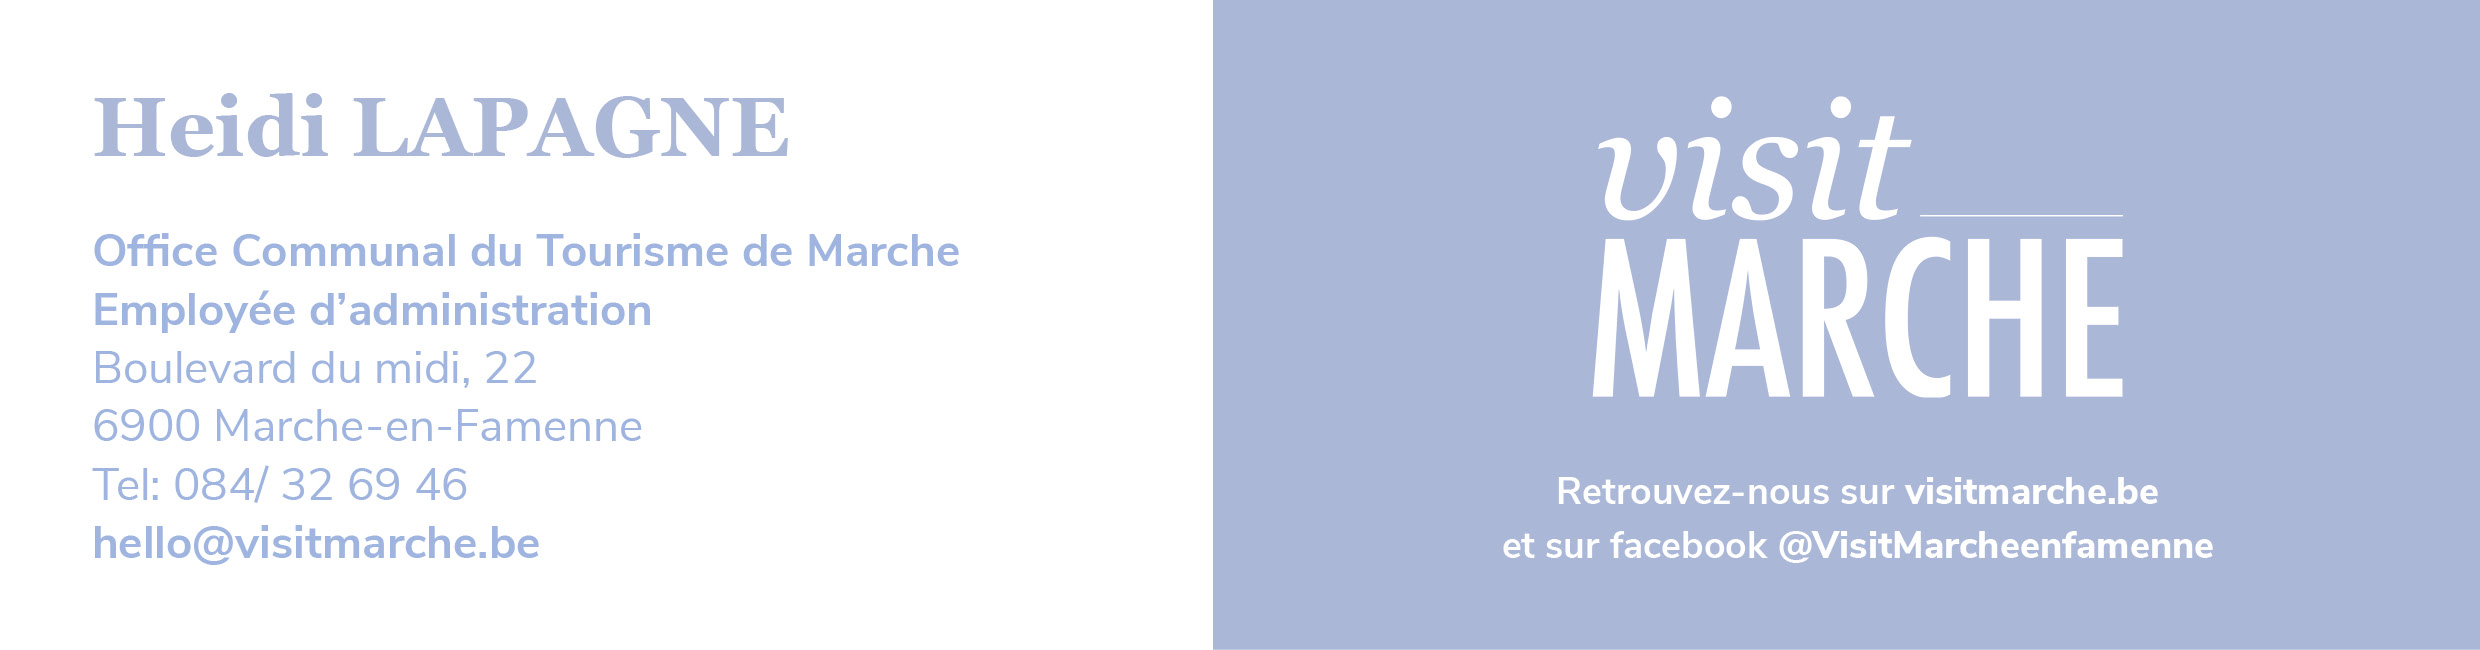 Heidi LAPAGNE
Office Communal du Tourisme de Marche
Employée d’administration
Boulevard du midi, 22
6900 Marche-en-Famenne
Tel: 084/ 32 69 46
hello@visitmarche.be
visit
MARCHE
Retrouvez-nous sur visitmarche.be
et sur facebook @VisitMarcheenfamenne